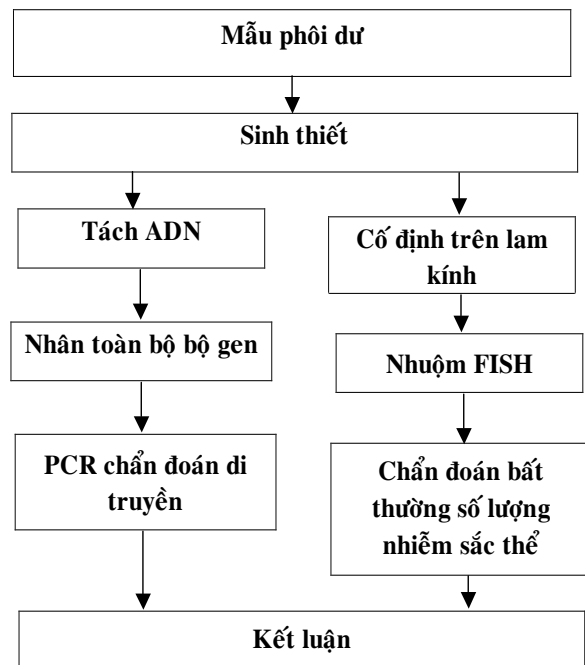 Mẫu phôi dư
Sinh thiết
Tách ADN
Cố định trên lam
kính
Nhân toàn bộ bộ gen
Nhuộm FISH
PCR chẩn đoán di
truyền
Chẩn đoán bất
thường số lượng
nhiễm sắc thể
Kết luận